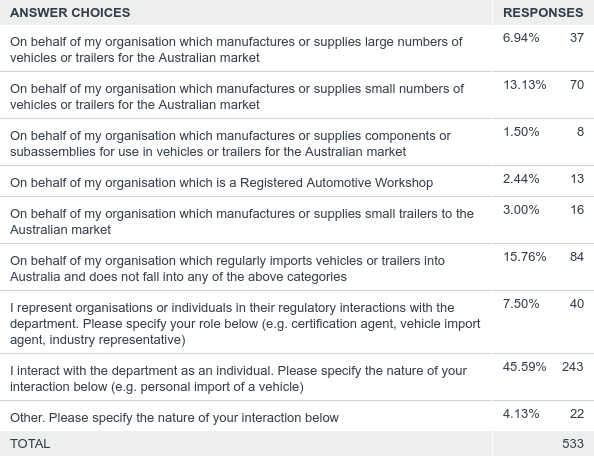 ANSWER CHOICES RESPONSES
On behalf of my organisation which manufactures or supplies large numbers of 6.94% 37
vehicles or trailers for the Australian market
On behalf of my organisation which manufactures or supplies small numbers of 13.13% 70
vehicles or trailers for the Australian market
On behalf of my organisation which manufactures or supplies components or 1.50% 8
subassemblies for use in vehicles or trailers for the Australian market
On behalf of my organisation which is a Registered Automotive Workshop 2.44% 13
On behalf of my organisation which manufactures or supplies small trailers to the 3.00% 16
Australian market
On behalf of my organisation which regularly imports vehicles or trailers into 15.76% 84
Australia and does not fall into any of the above categories
I represent organisations or individuals in their regulatory interactions with the 7.50% 40
department. Please specify your role below (e.g. certification agent, vehicle import
agent, industry representative)
I interact with the department as an individual. Please specify the nature of your 45.59% 243
interaction below (e.g. personal import of a vehicle)
Other. Please specify the nature of your interaction below 4.13% 22
TOTAL 533